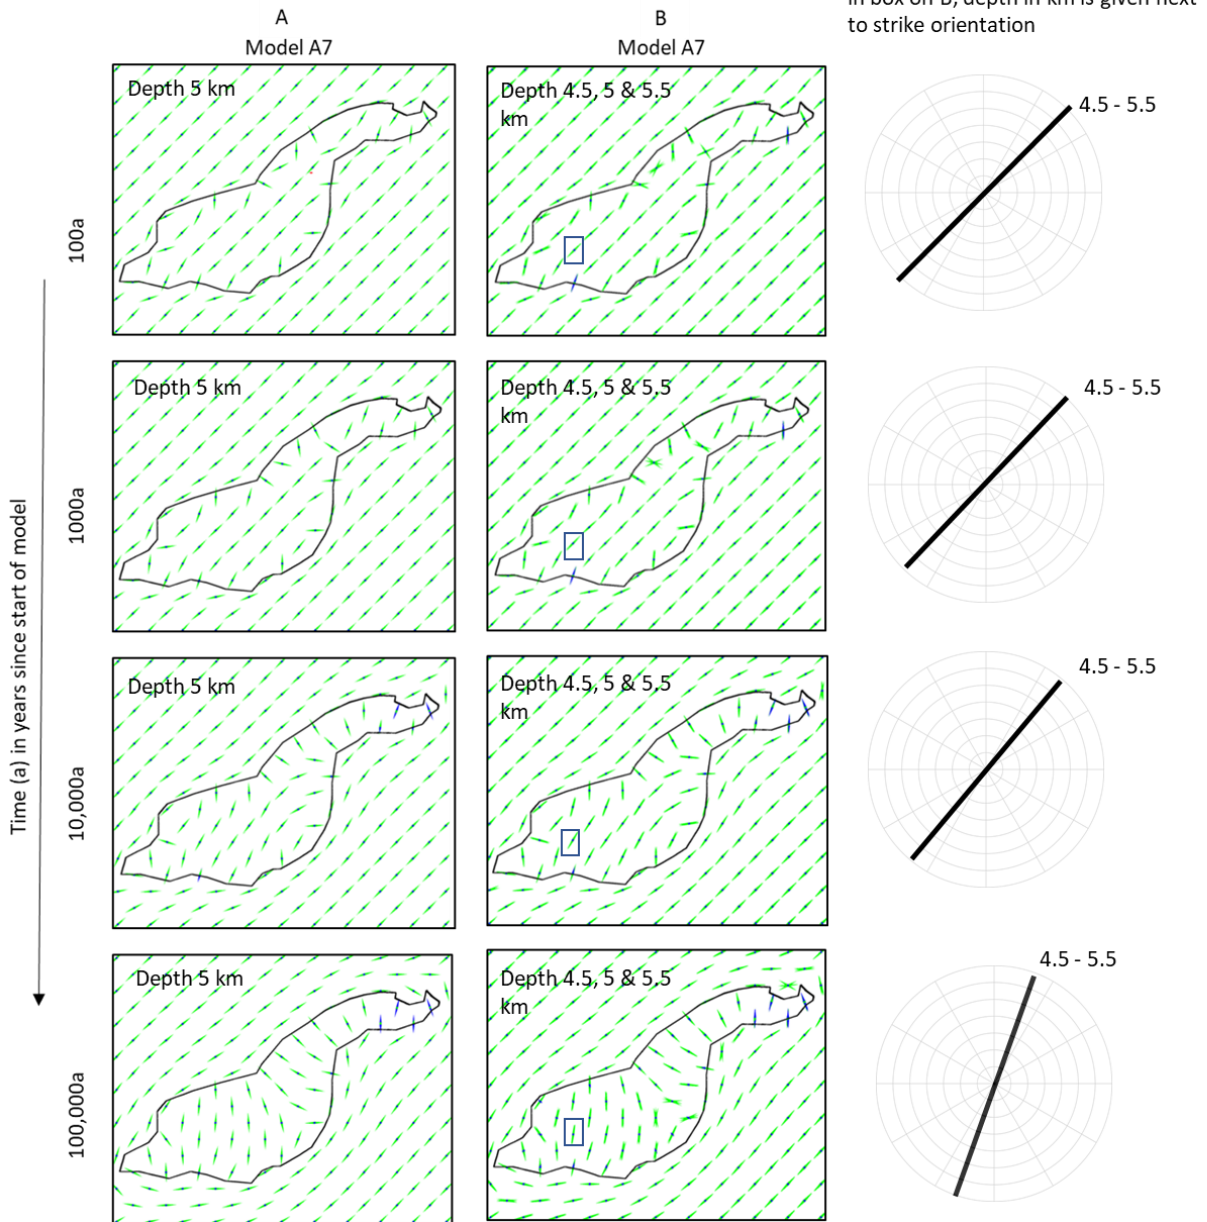 in box on B, depth in km is given next
to strike orientation
A
B
Model A7
Model A7
Depth 5 km
Depth 4.5, 5 & 5.5
km
4.5 - 5.5
100a
Depth 5 km
Depth 4.5, 5 & 5.5
km
4.5 - 5.5
1000a
Time (a) in years since start of model
Depth 5 km
Depth 4.5, 5 & 5.5
km
4.5 - 5.5
10,000a
Depth 5 km
Depth 4.5, 5 & 5.5
km
4.5 - 5.5
100,000a